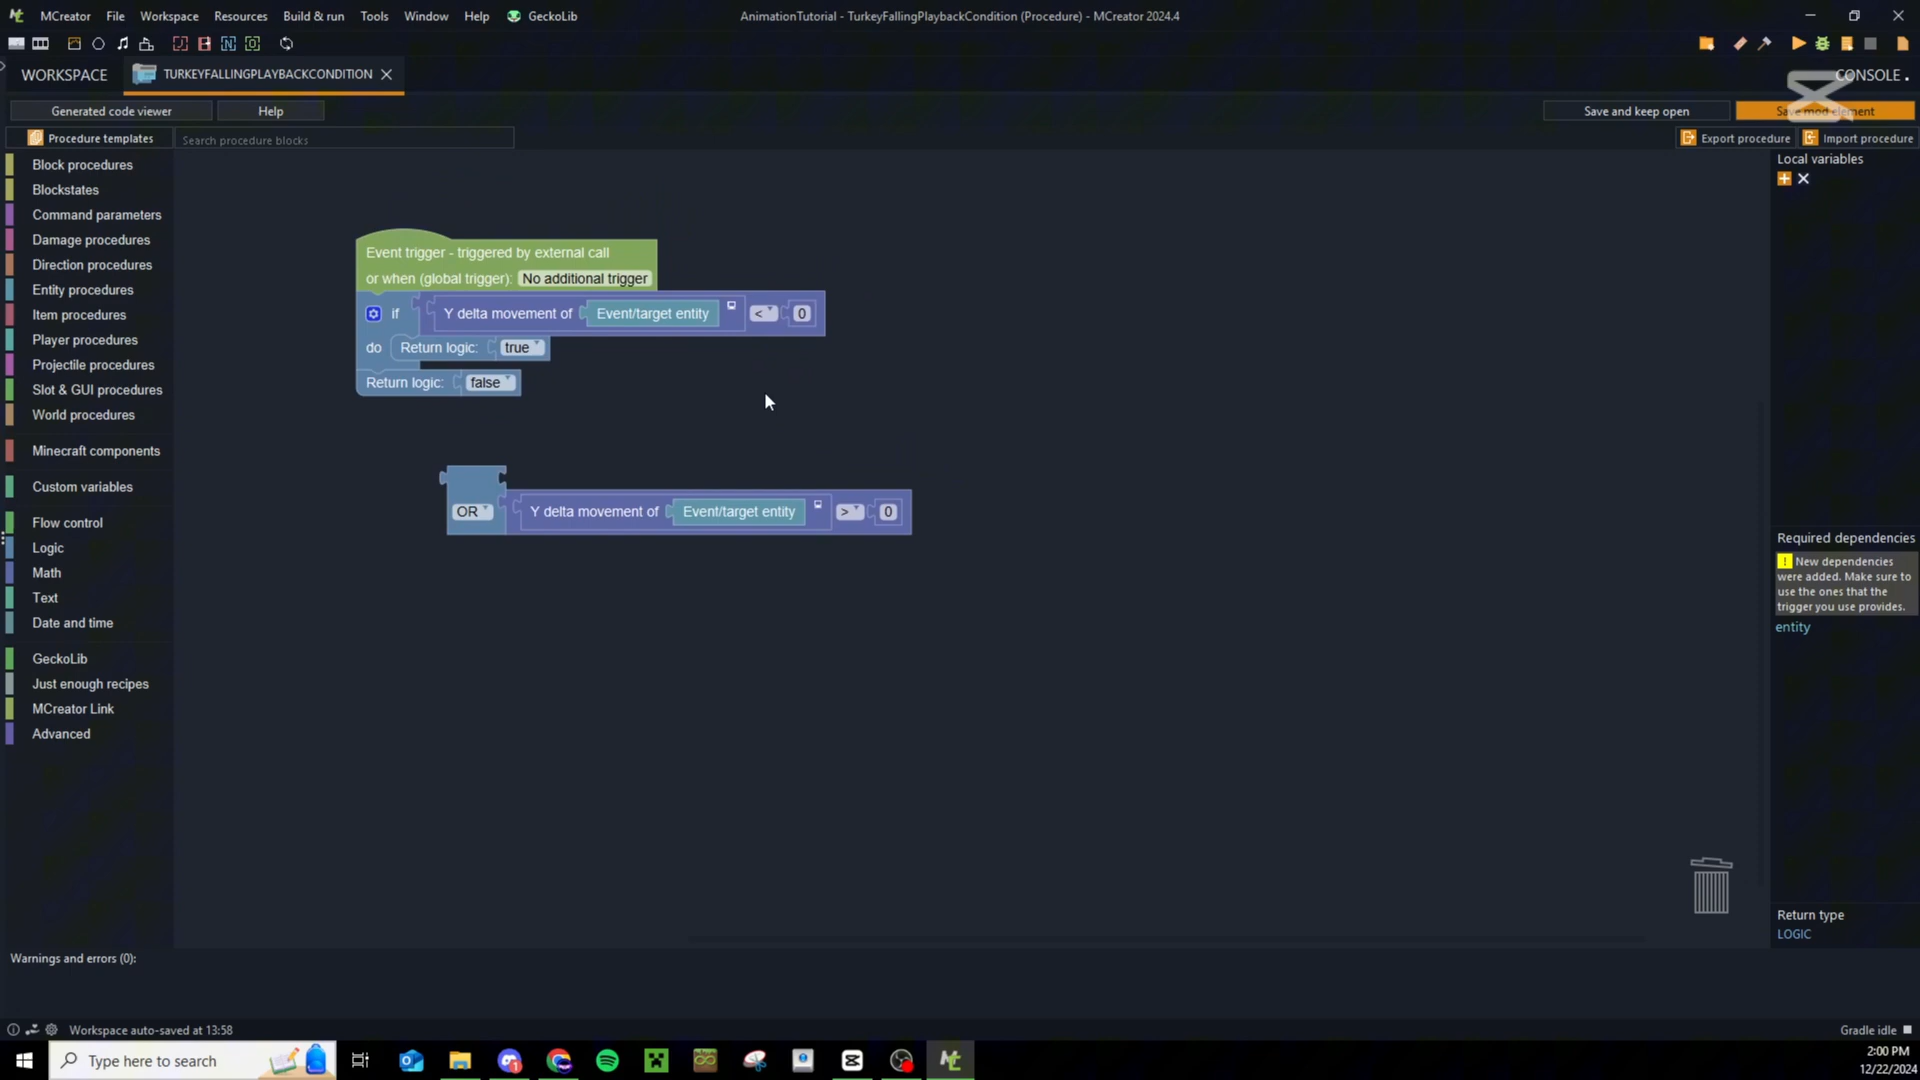 MCreator File Workspace Resources Build & run Tools Window Help GeckoLib
AnimationTutorial - TurkeyFallingPlaybackCondition (Procedure) - MCreator 2024.4
WORKSPACE
TURKEYFALLINGPLAYBACKCONDITION
CONSOLE
Generated code viewer
Help
Save and keep open
Save mod element
Procedure templates
Search procedure blocks
Export procedure
Import procedure
Block procedures
Blockstates
Command parameters
Damage procedures
Direction procedures
Entity procedures
Item procedures
Player procedures
Projectile procedures
Slot & GUI procedures
World procedures
Minecraft components
Custom variables
Flow control
Logic
Math
Text
Date and time
GeckoLib
Just enough recipes
MCreator Link
Advanced
Event trigger - triggered by external call
or when (global trigger): No additional trigger
if Y delta movement of Event/target entity < 0
do Return logic: true
Return logic: false
OR Y delta movement of Event/target entity > 0
Local variables
Required dependencies
! New dependencies
were added. Make sure to
use the ones that the
trigger you use provides.
entity
Return type
LOGIC
Warnings and errors (0):
Workspace auto-saved at 13:58
Gradle idle
Type here to search
2:00 PM
12/22/2024